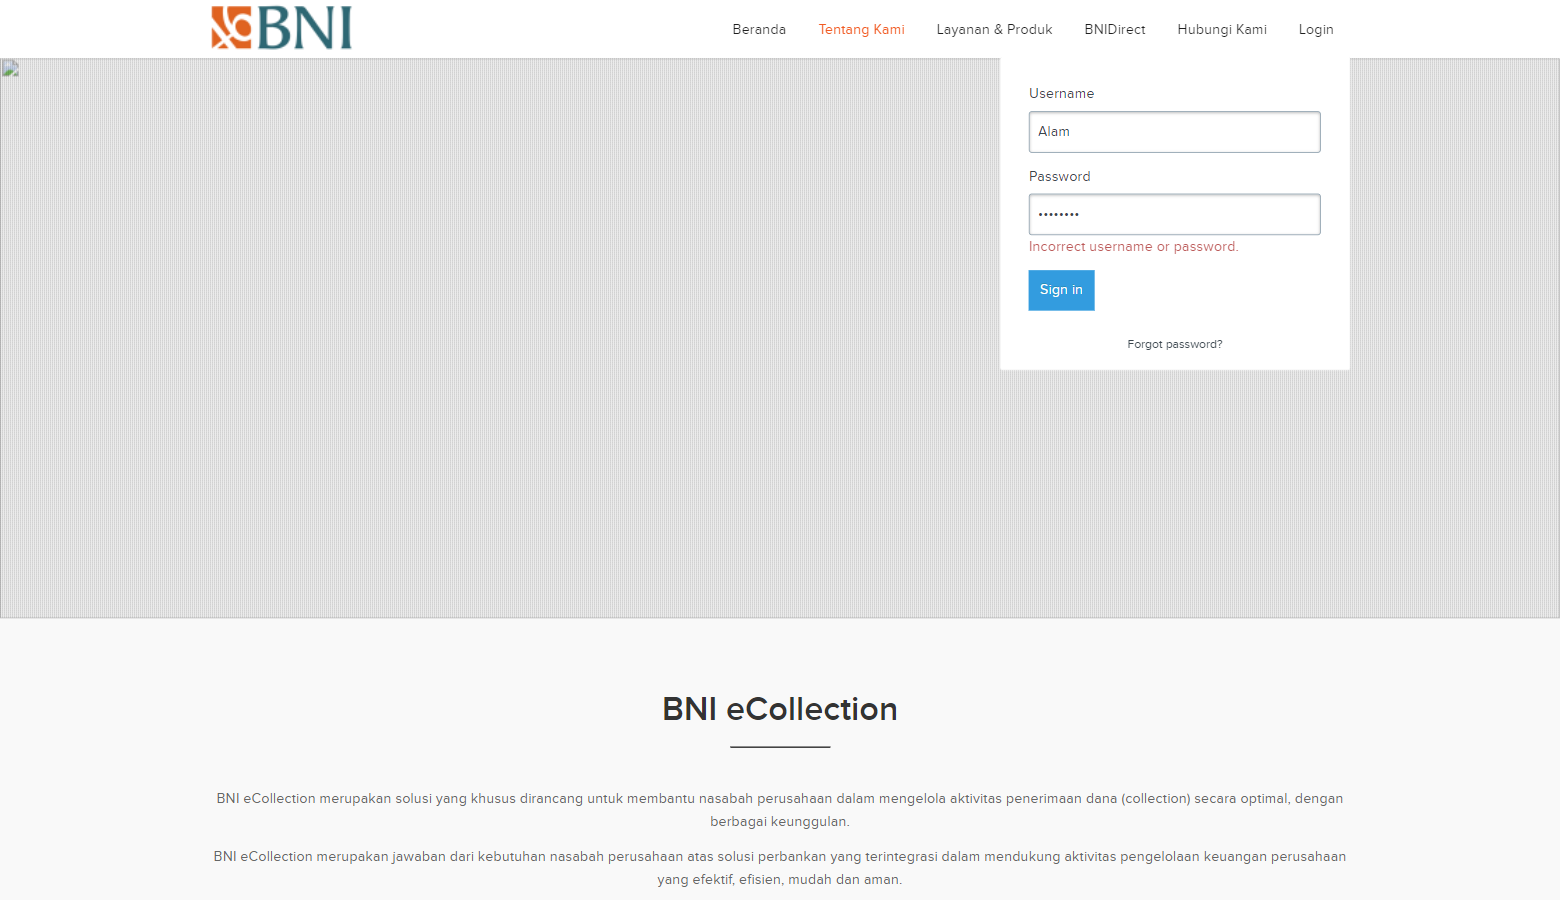 BNI
Beranda
Tentang Kami
Layanan & Produk
BNIDirect
Hubungi Kami
Login
Username
Alam
Password
••••••••
Incorrect username or password.
Sign in
Forgot password?
BNI eCollection
BNI eCollection merupakan solusi yang khusus dirancang untuk membantu nasabah perusahaan dalam mengelola aktivitas penerimaan dana (collection) secara optimal, dengan
berbagai keunggulan.
BNI eCollection merupakan jawaban dari kebutuhan nasabah perusahaan atas solusi perbankan yang terintegrasi dalam mendukung aktivitas pengelolaan keuangan perusahaan
yang efektif, efisien, mudah dan aman.